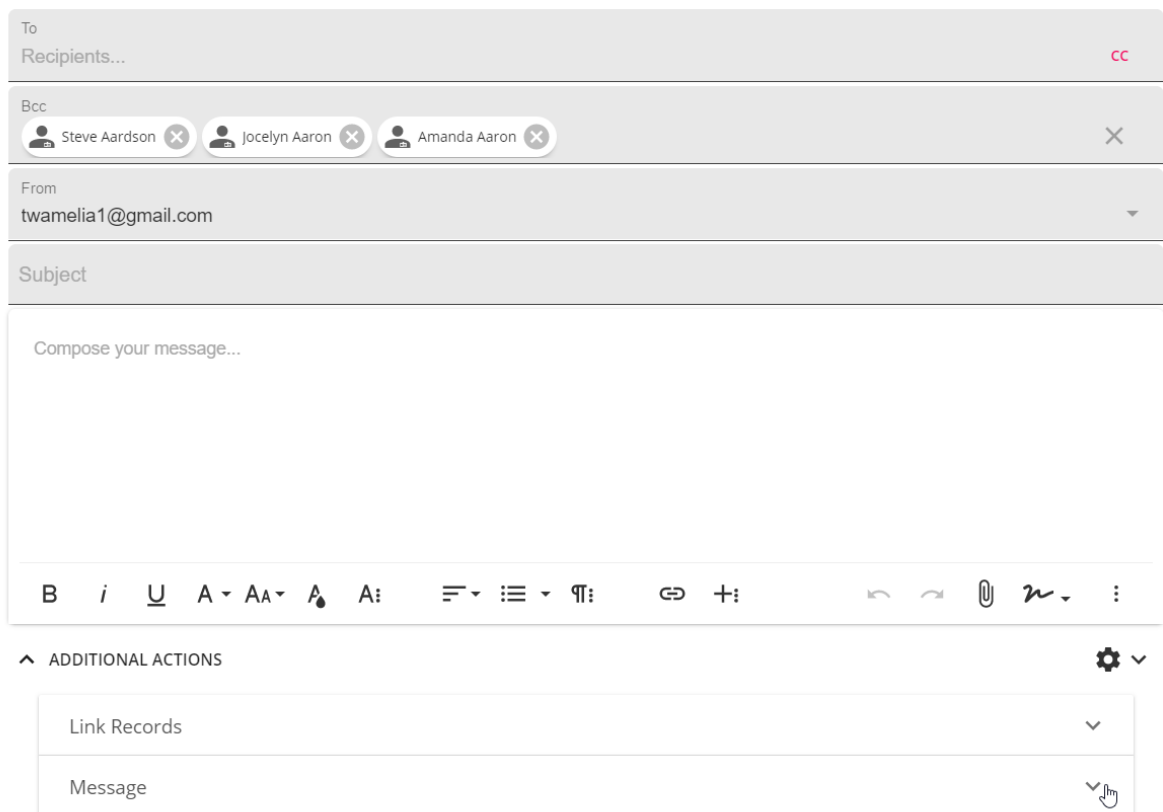 To
Recipients...
CC
Bcc
Steve Aardson Jocelyn Aaron Amanda Aaron
From
twamelia1@gmail.com
Subject
Compose your message...
B i U A AA A A
ADDITIONAL ACTIONS
Link Records
Message